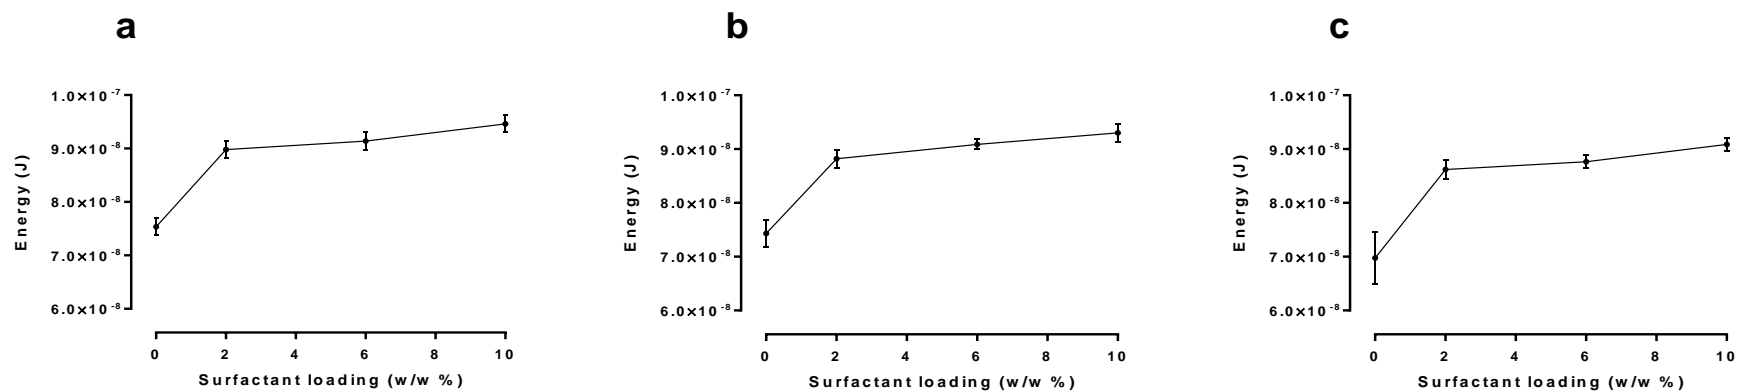 a
1.0×10⁻⁷
9.0×10⁻⁸
8.0×10⁻⁸
7.0×10⁻⁸
6.0×10⁻⁸
Energy (J)
0 2 4 6 8 10
Surfactant loading (w/w %)
b
1.0×10⁻⁷
9.0×10⁻⁸
8.0×10⁻⁸
7.0×10⁻⁸
6.0×10⁻⁸
Energy (J)
0 2 4 6 8 10
Surfactant loading (w/w %)
c
1.0×10⁻⁷
9.0×10⁻⁸
8.0×10⁻⁸
7.0×10⁻⁸
6.0×10⁻⁸
Energy (J)
0 2 4 6 8 10
Surfactant loading (w/w %)